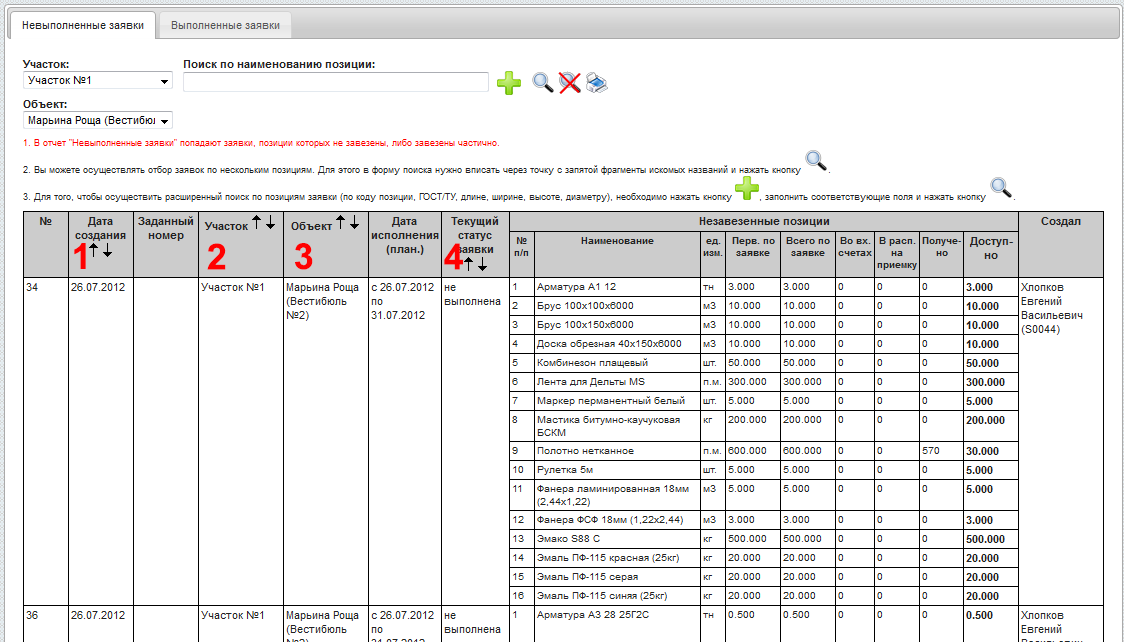 Невыполненные заявки Выполненные заявки
Участок: Поиск по наименованию позиции:
Участок №1
Объект:
Марьина Роща (Вестибюл
1. В отчет "Невыполненные заявки" попадают заявки, позиции которых не завезены, либо завезены частично.
2. Вы можете осуществлять отбор заявок по нескольким позициям. Для этого в форму поиска нужно вписать через точку с запятой фрагменты искомых названий и нажать кнопку .
3. Для того, чтобы осуществить расширенный поиск по позициям заявки (по коду позиции, ГОСТ/ТУ, длине, ширине, высоте, диаметру), необходимо нажать кнопку , заполнить соответствующие поля и нажать кнопку .
№ Дата создания Заданный номер Участок Объект Дата исполнения (план.) Текущий статус заявки Незавезенные позиции Создал
1 2 3 4
№ п/п Наименование ед. изм. Перв. по заявке Всего по заявке Во вх. счетах В расп. на приемку Получе-но Доступ-но
34 26.07.2012 Участок №1 Марьина Роща (Вестибюль №2) с 26.07.2012 по 31.07.2012 не выполнена
1 Арматура А1 12 тн 3.000 3.000 0 0 0 3.000
Хлопков Евгений Васильевич (S0044)
2 Брус 100х100х6000 м3 10.000 10.000 0 0 0 10.000
3 Брус 100х150х6000 м3 10.000 10.000 0 0 0 10.000
4 Доска обрезная 40х150х6000 м3 10.000 10.000 0 0 0 10.000
5 Комбинезон плащевый шт. 50.000 50.000 0 0 0 50.000
6 Лента для Дельты MS п.м. 300.000 300.000 0 0 0 300.000
7 Маркер перманентный белый шт. 5.000 5.000 0 0 0 5.000
8 Мастика битумно-каучуковая БСКМ кг 200.000 200.000 0 0 0 200.000
9 Полотно нетканное п.м. 600.000 600.000 0 0 570 30.000
10 Рулетка 5м шт. 5.000 5.000 0 0 0 5.000
11 Фанера ламинированная 18мм (2,44х1,22) м3 5.000 5.000 0 0 0 5.000
12 Фанера ФСФ 18мм (1,22х2,44) м3 3.000 3.000 0 0 0 3.000
13 Эмако S88 C кг 500.000 500.000 0 0 0 500.000
14 Эмаль ПФ-115 красная (25кг) кг 20.000 20.000 0 0 0 20.000
15 Эмаль ПФ-115 серая кг 20.000 20.000 0 0 0 20.000
16 Эмаль ПФ-115 синяя (25кг) кг 20.000 20.000 0 0 0 20.000
36 26.07.2012 Участок №1 Марьина Роща (Вестибюль с 26.07.2012 по не выполнена
1 Арматура А3 28 25Г2С тн 0.500 0.500 0 0 0 0.500
Хлопков Евгений